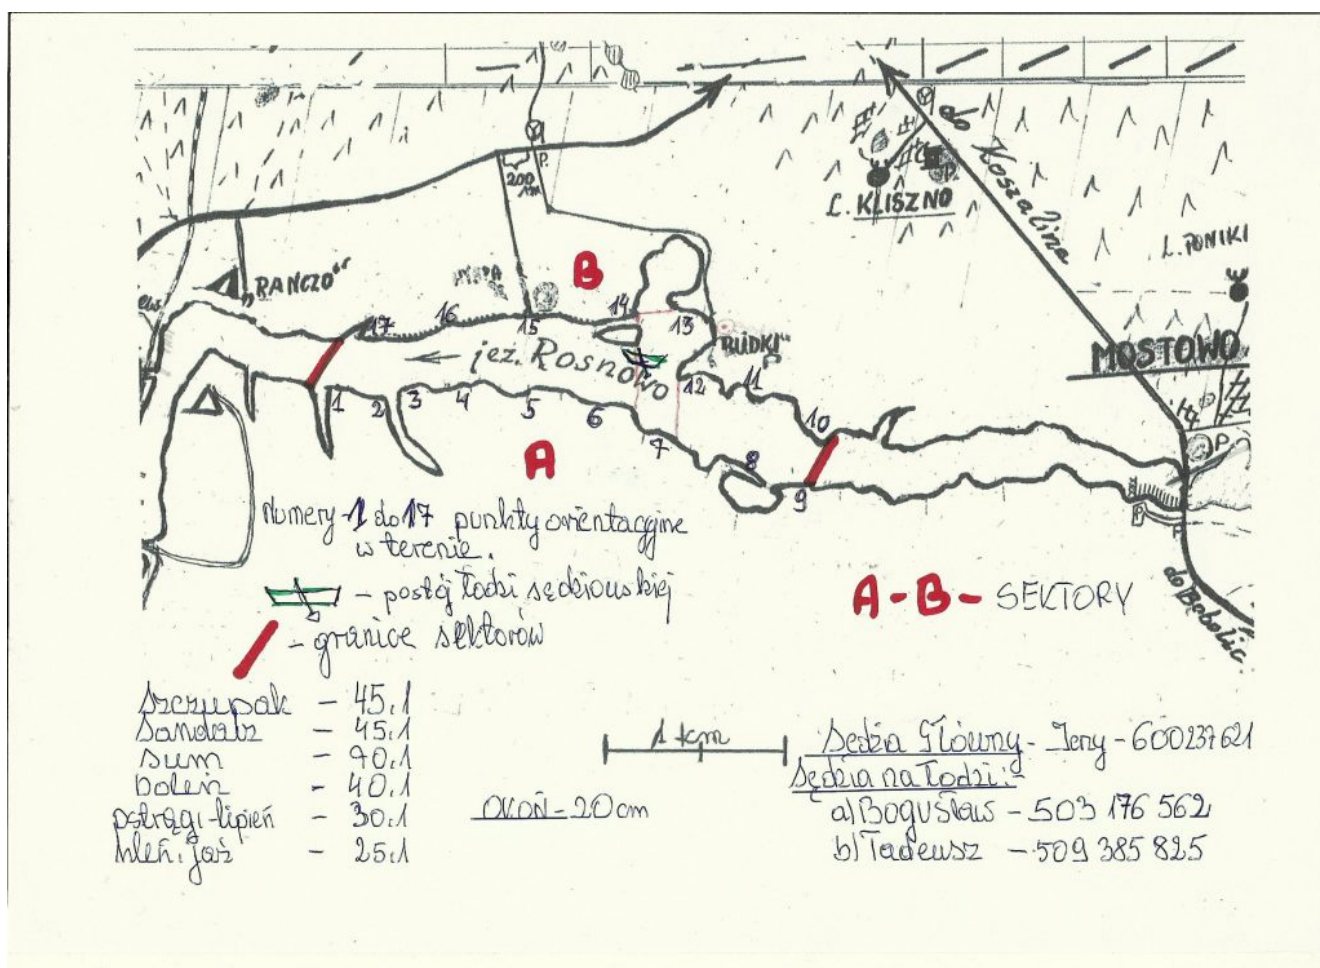 do Koszalina
P.
200 m
L. KLISZNO
L. PONIKI
B
„RAŃCZO"
MOSTOWO
17
16
15
14
13
BUDKI"
← jez. Rosnowo
12
11
10
1
2
3
4
5
6
7
8
9
A
P
P
Numery -1 do 17 punkty orientacyjne
w terenie.
- postój łodzi sędziowskiej
- granice sektorów
A - B - SEKTORY
do Bobolic
szczupak - 45.1
sandacz - 45.1
sum - 90.1
boleń - 40.1
pstrągi-lipień - 30.1
kleń. jaź - 25.1
1 km
OKOŃ - 20 cm
Sędzia Główny - Jerzy - 600237621
Sędzia na łodzi:-
a) Bogusław - 503 176 562
b) Tadeusz - 509 385 825